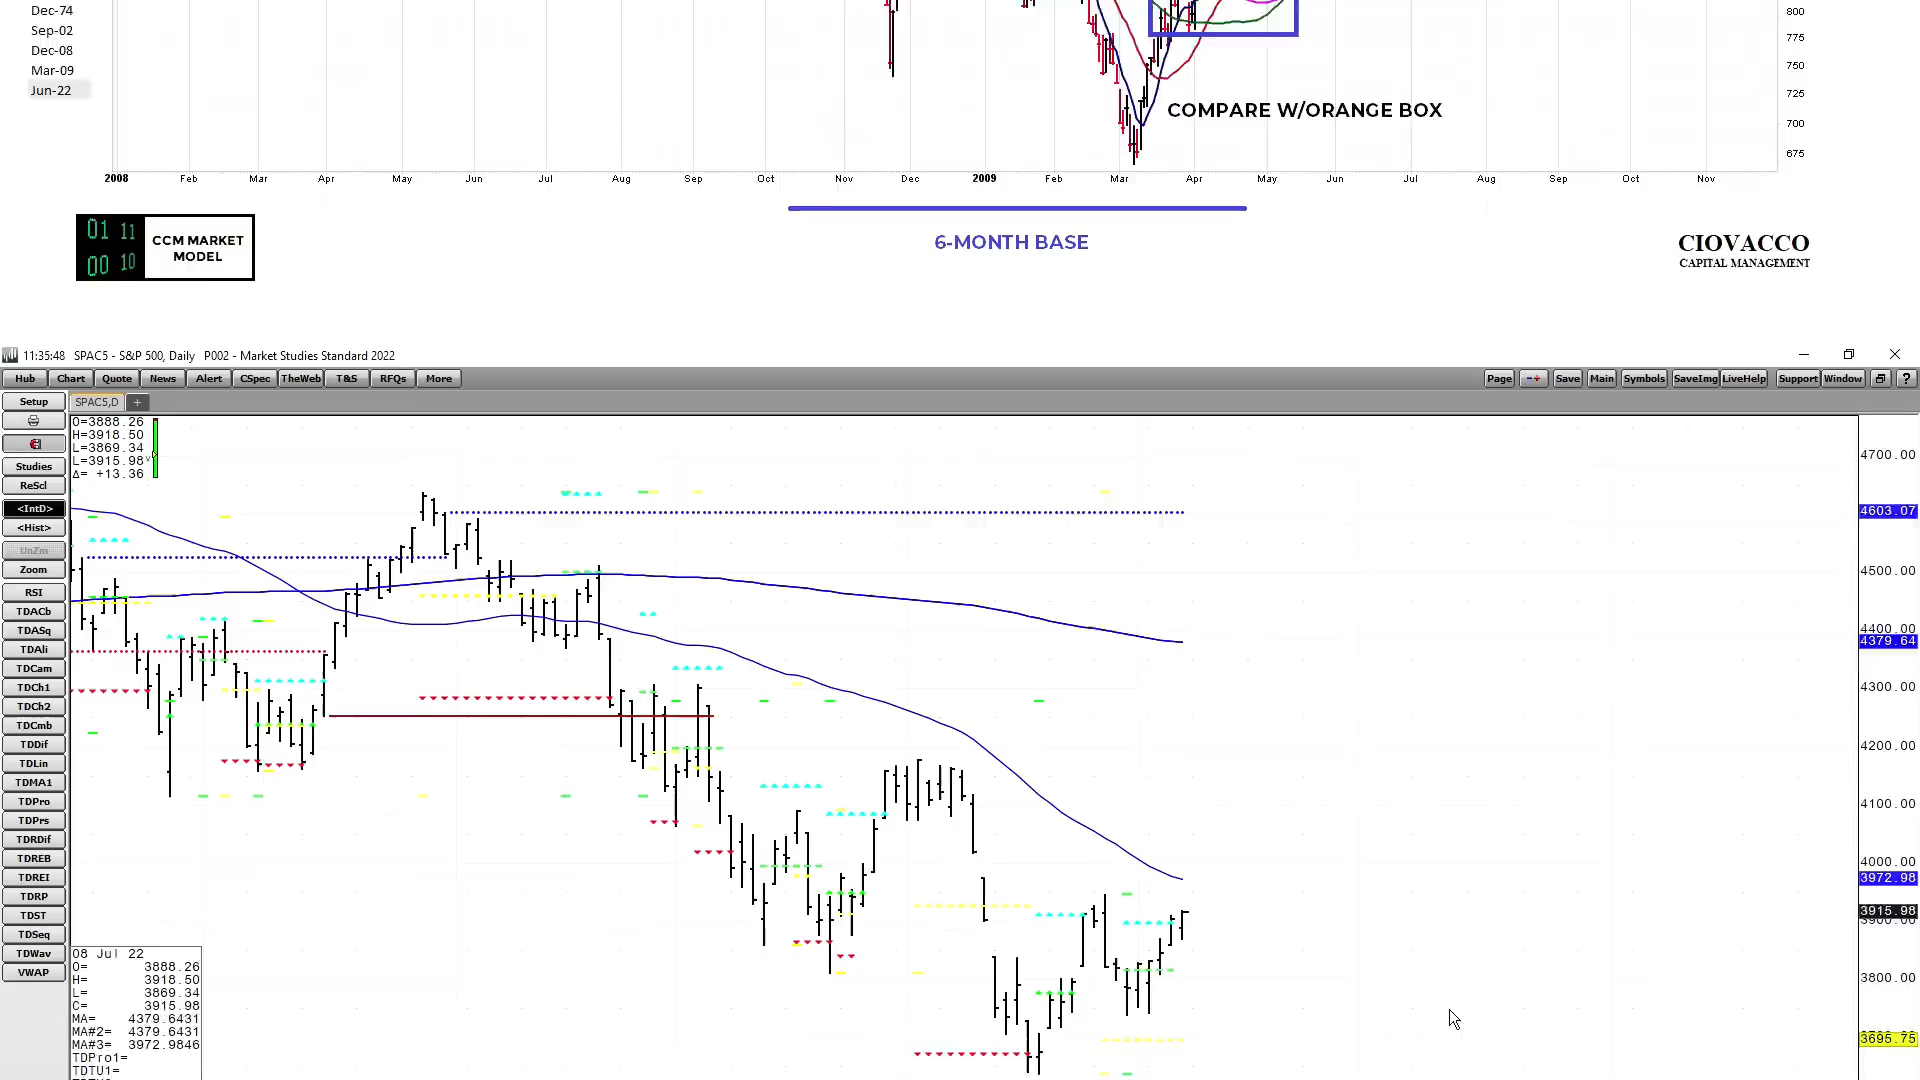 Dec-74
Sep-02
Dec-08
Mar-09
Jun-22
800
775
750
725
700
675
COMPARE W/ORANGE BOX
2008 Feb Mar Apr May Jun Jul Aug Sep Oct Nov Dec 2009 Feb Mar Apr May Jun Jul Aug Sep Oct Nov
01 11
00 10
CCM MARKET
MODEL
6-MONTH BASE
CIOVACCO
CAPITAL MANAGEMENT
11:35:48 SPAC5 - S&P 500, Daily P002 - Market Studies Standard 2022
Hub Chart Quote News Alert CSpec TheWeb T&S RFQs More Page -+ Save Main Symbols SaveImg LiveHelp Support Window ?
Setup
SPAC5,D +
Studies
ReScl
<IntD>
<Hist>
UnZm
Zoom
RSI
TDACb
TDASq
TDAli
TDCam
TDCh1
TDCh2
TDCmb
TDDif
TDLin
TDMA1
TDPro
TDPrs
TDRDif
TDREB
TDREI
TDRP
TDST
TDSeq
TDWav
VWAP
O=3888.26
H=3918.50
L=3869.34
L=3915.98
Δ= +13.36
4700.00
4603.07
4500.00
4400.00
4379.64
4300.00
4200.00
4100.00
4000.00
3972.98
3915.98
3800.00
3695.75
08 Jul 22
O= 3888.26
H= 3918.50
L= 3869.34
C= 3915.98
MA= 4379.6431
MA#2= 4379.6431
MA#3= 3972.9846
TDPro1=
TDTU1=